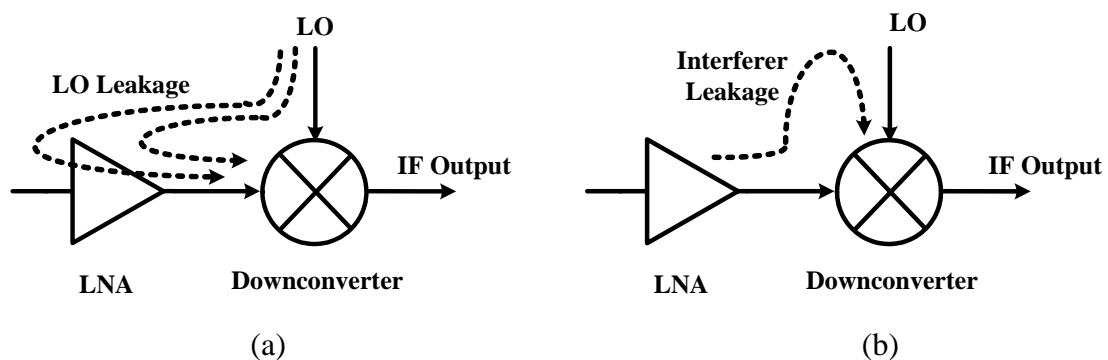 LO
LO Leakage
IF Output
LNA
Downconverter
(a)
LO
Interferer
Leakage
IF Output
LNA
Downconverter
(b)